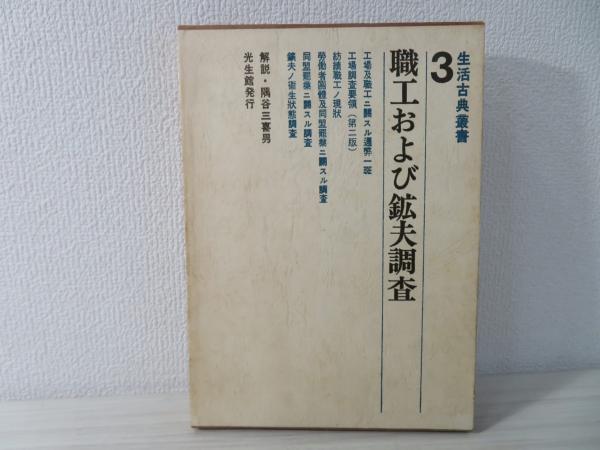 生活古典叢書
3
職工および鉱夫調査
工場及職工ニ關スル通弊一斑
工場調査要領（第二版）
紡績職工ノ現狀
勞働者団體及同盟罷業ニ關スル調査
同盟罷業ニ關スル調査
鑛夫ノ衛生狀態調査
解説・隅谷三喜男
光生館発行